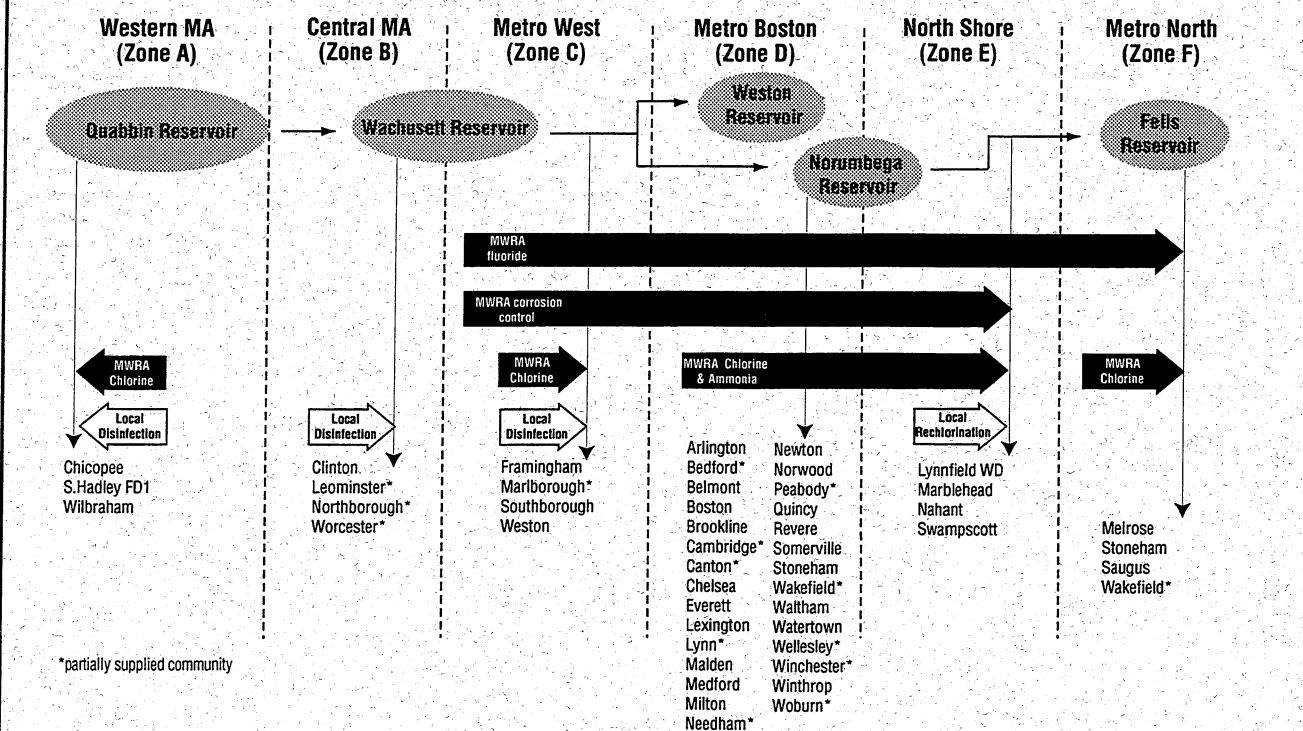 Western MA
(Zone A)
Central MA
(Zone B)
Metro West
(Zone C)
Metro Boston
(Zone D)
North Shore
(Zone E)
Metro North
(Zone F)
Quabbin Reservoir
Wachusett Reservoir
Weston
Reservoir
Norumbega
Reservoir
Fells
Reservoir
MWRA
fluoride
MWRA corrosion
control
MWRA
Chlorine
MWRA
Chlorine
MWRA Chlorine
& Ammonia
MWRA
Chlorine
Local
Disinfection
Local
Disinfection
Local
Disinfection
Local
Rechlorination
Chicopee
S.Hadley FD1
Wilbraham
Clinton
Leominster*
Northborough*
Worcester*
Framingham
Marlborough*
Southborough
Weston
Arlington
Bedford*
Belmont
Boston
Brookline
Cambridge*
Canton*
Chelsea
Everett
Lexington
Lynn*
Malden
Medford
Milton
Needham*
Newton
Norwood
Peabody*
Quincy
Revere
Somerville
Stoneham
Wakefield*
Waltham
Watertown
Wellesley*
Winchester*
Winthrop
Woburn*
Lynnfield WD
Marblehead
Nahant
Swampscott
Melrose
Stoneham
Saugus
Wakefield*
*partially supplied community